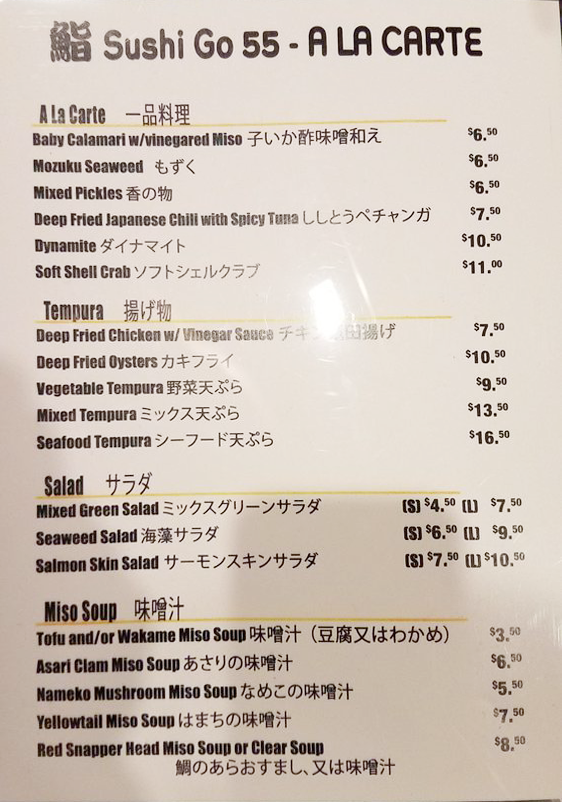 鮨 Sushi Go 55 - A LA CARTE
A La Carte 一品料理
Baby Calamari w/vinegared Miso 子いか酢味噌和え $6.50
Mozuku Seaweed もずく $6.50
Mixed Pickles 香の物 $6.50
Deep Fried Japanese Chili with Spicy Tuna ししとうペチャンガ $7.50
Dynamite ダイナマイト $10.50
Soft Shell Crab ソフトシェルクラブ $11.00
Tempura 揚げ物
Deep Fried Chicken w/ Vinegar Sauce $7.50
Deep Fried Oysters カキフライ $10.50
Vegetable Tempura 野菜天ぷら $9.50
Mixed Tempura ミックス天ぷら $13.50
Seafood Tempura シーフード天ぷら $16.50
Salad サラダ
Mixed Green Salad ミックスグリーンサラダ (S) $4.50 (L) $7.50
Seaweed Salad 海藻サラダ (S) $6.50 (L) $9.50
Salmon Skin Salad サーモンスキンサラダ (S) $7.50 (L) $10.50
Miso Soup 味噌汁
Tofu and/or Wakame Miso Soup 味噌汁（豆腐又はわかめ） $3.50
Asari Clam Miso Soup あさりの味噌汁 $6.50
Nameko Mushroom Miso Soup なめこの味噌汁 $5.50
Yellowtail Miso Soup はまちの味噌汁 $7.50
Red Snapper Head Miso Soup or Clear Soup $8.50
鯛のあらおすまし、又は味噌汁